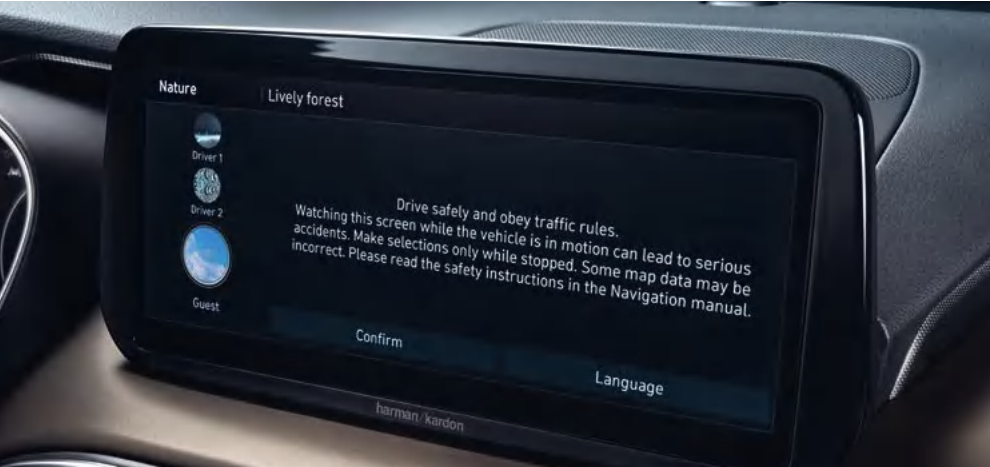 Nature
Lively forest
Driver 1
Driver 2
Guest
Drive safely and obey traffic rules.
Watching this screen while the vehicle is in motion can lead to serious
accidents. Make selections only while stopped. Some map data may be
incorrect. Please read the safety instructions in the Navigation manual.
Confirm
Language
harman/kardon